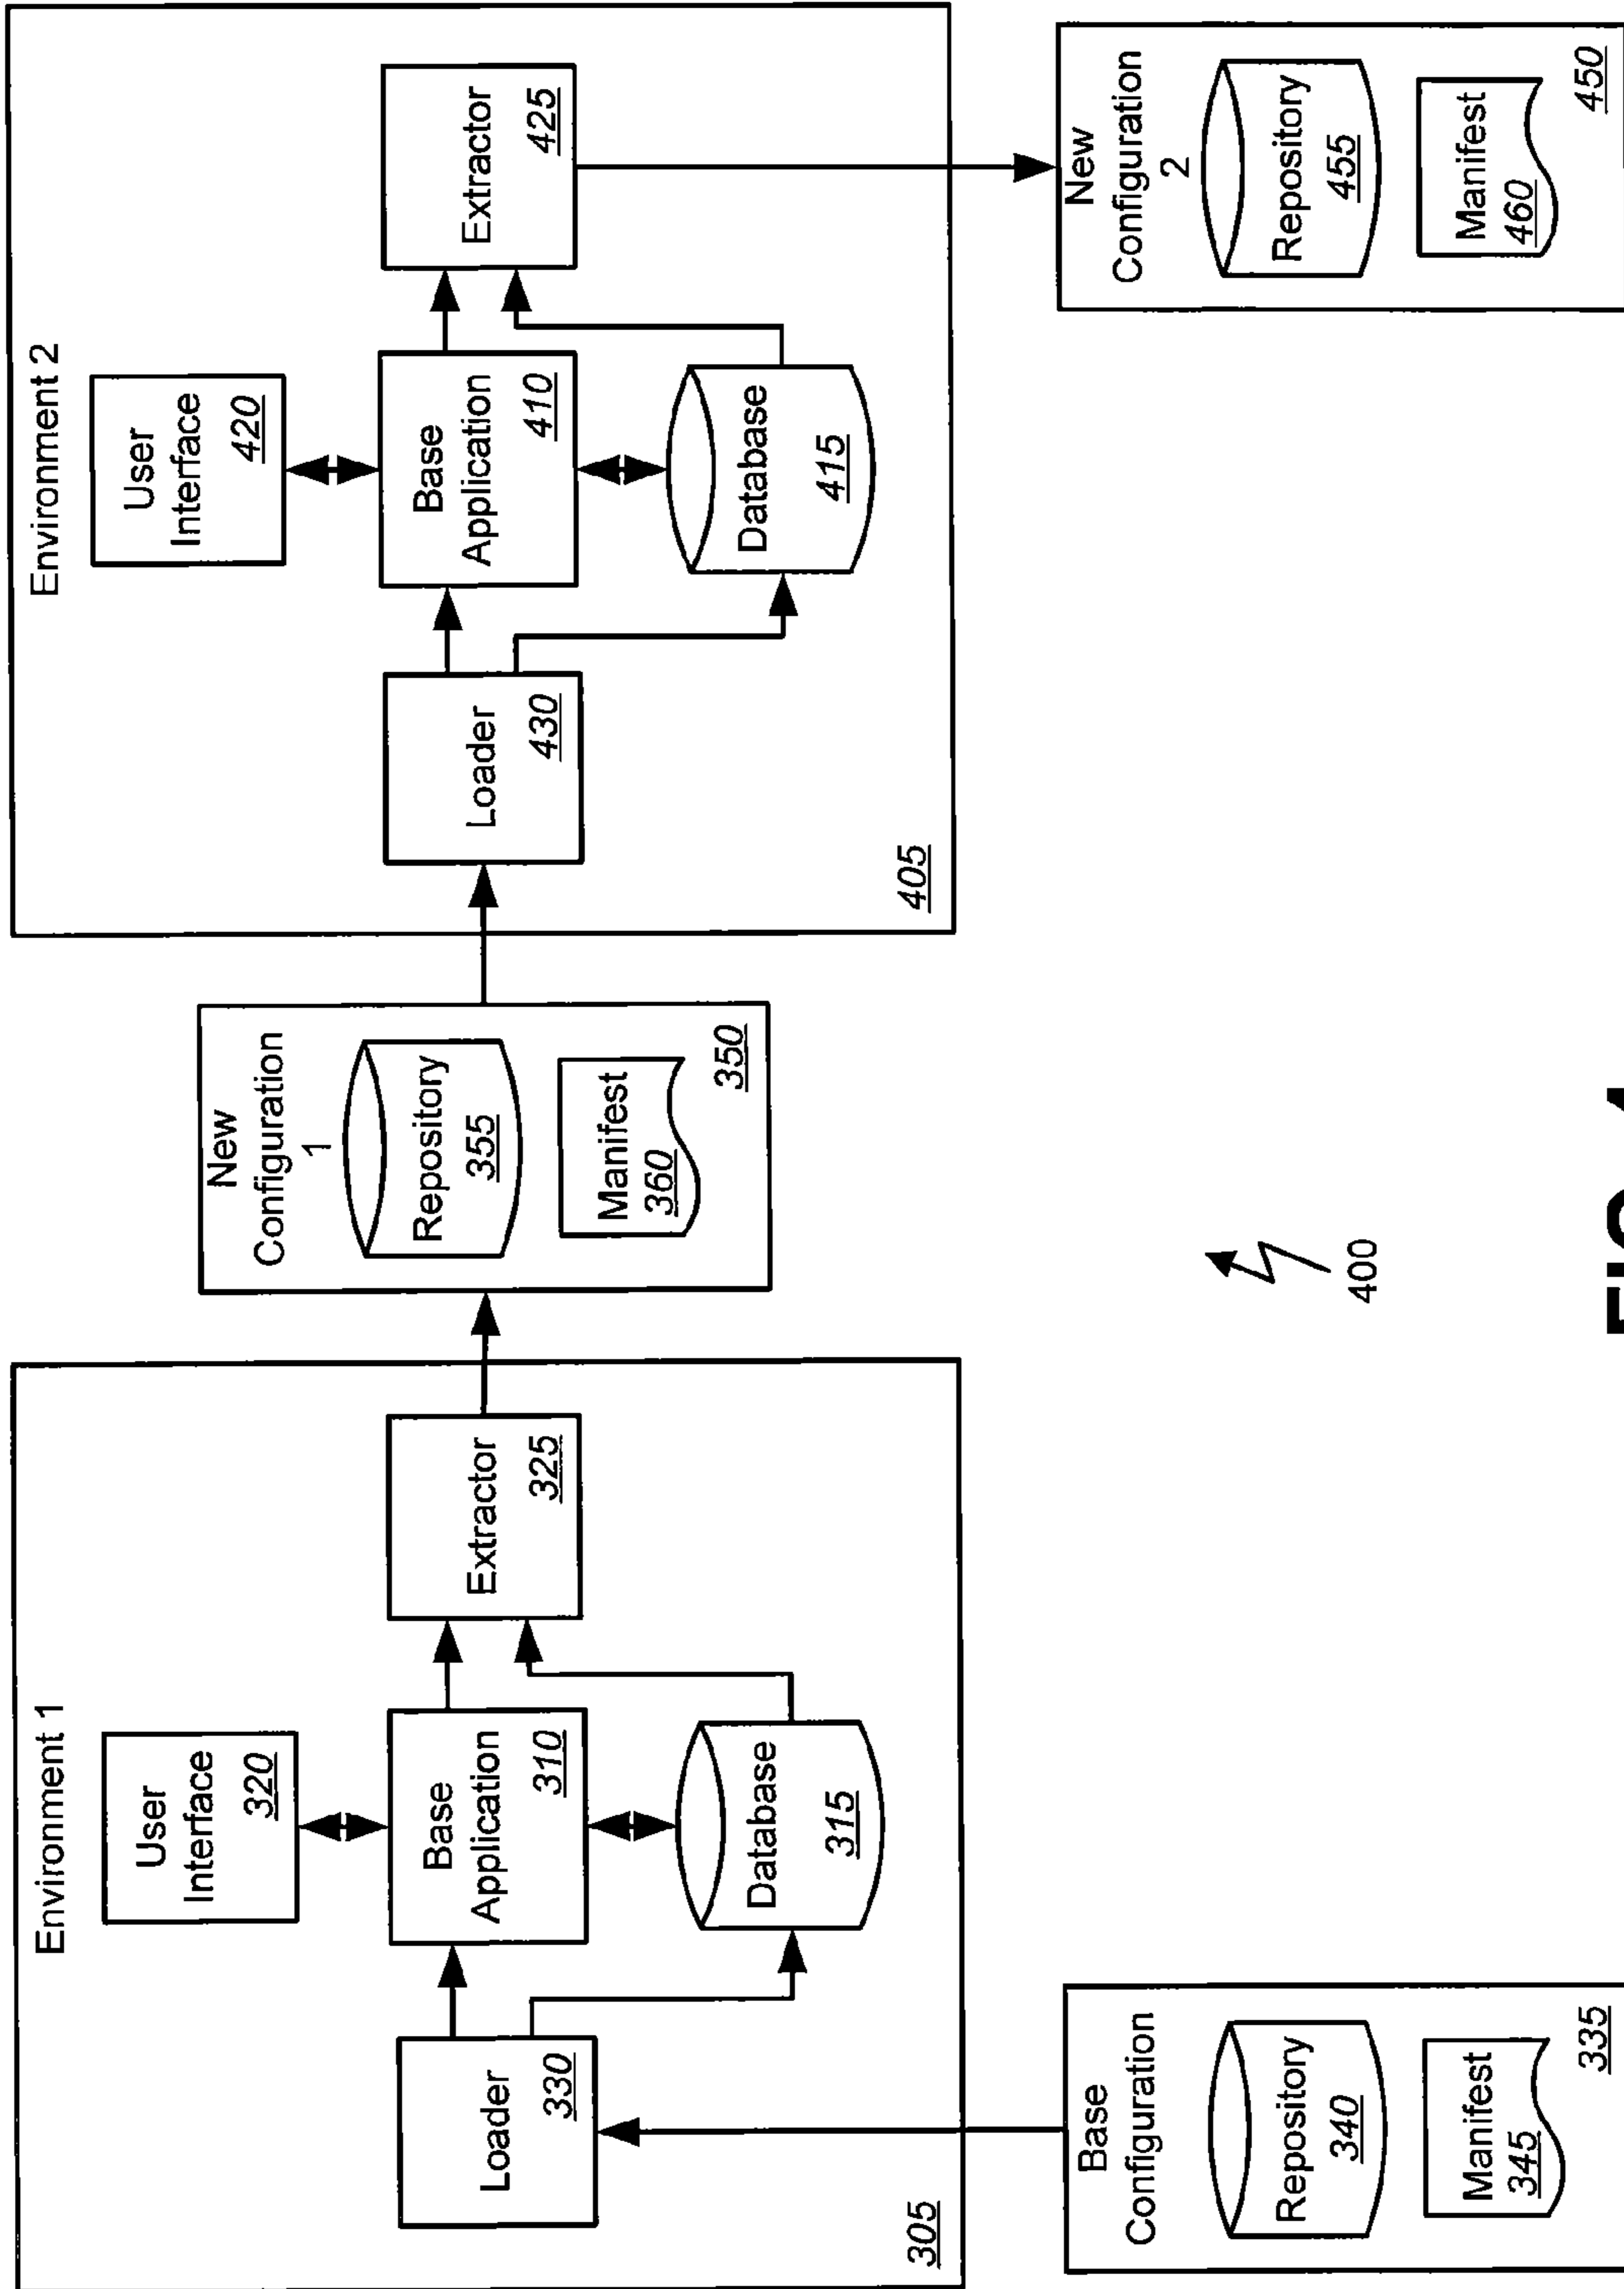 Environment 1
User
Interface
320
Base
Application
310
Database
315
Loader
330
Extractor
325
305
Base
Configuration
Repository
340
Manifest
345
335
New
Configuration
1
Repository
355
Manifest
360
350
Environment 2
User
Interface
420
Base
Application
410
Database
415
Loader
430
Extractor
425
405
New
Configuration
2
Repository
455
Manifest
460
450
400